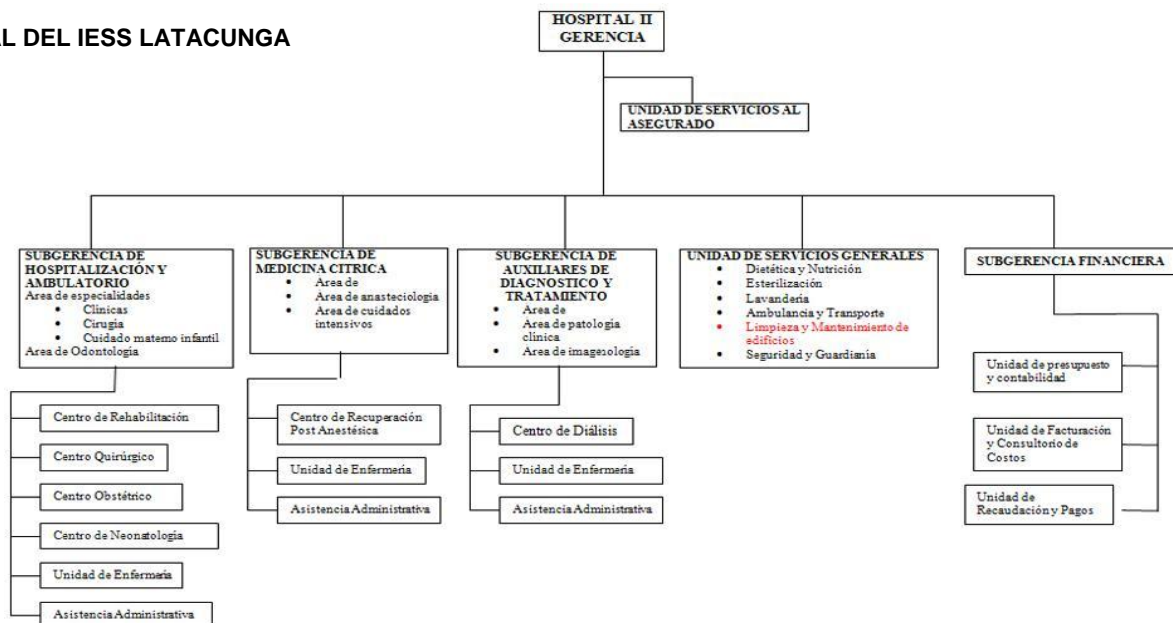 AL DEL IESS LATACUNGA
HOSPITAL II
GERENCIA
UNIDAD DE SERVICIOS AL
ASEGURADO
SUBGERENCIA DE
HOSPITALIZACIÓN Y
AMBULATORIO
Area de especialidades
• Clínicas
• Cirugía
• Cuidado materno infantil
Area de Odontología
Centro de Rehabilitación
Centro Quirúrgico
Centro Obstétrico
Centro de Neonatología
Unidad de Enfermería
Asistencia Administrativa
SUBGERENCIA DE
MEDICINA CITRICA
• Area de
• Area de anasteciologia
• Area de cuidados
intensivos
Centro de Recuperación
Post Anestésica
Unidad de Enfermería
Asistencia Administrativa
SUBGERENCIA DE
AUXILIARES DE
DIAGNOSTICO Y
TRATAMIENTO
• Area de
• Area de patología
clínica
• Area de imagenología
Centro de Diálisis
Unidad de Enfermería
Asistencia Administrativa
UNIDAD DE SERVICIOS GENERALES
• Dietética y Nutrición
• Esterilización
• Lavandería
• Ambulancia y Transporte
• Limpieza y Mantenimiento de
edificios
• Seguridad y Guardianía
SUBGERENCIA FINANCIERA
Unidad de presupuesto
y contabilidad
Unidad de Facturación
y Consultorio de
Costos
Unidad de
Recaudación y Pagos